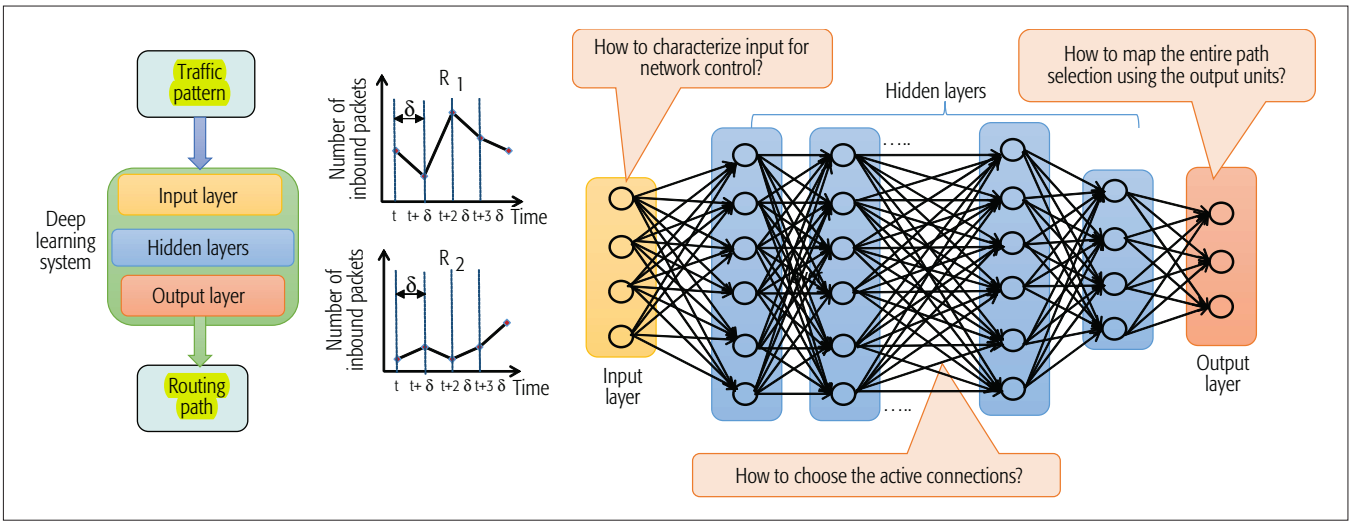 Traffic
pattern
Deep
learning
system
Input layer
Hidden layers
Output layer
Routing
path
Number of
inbound packets
R 1
δ
t t+ δ t+2 δ t+3 δ Time
Number of
inbound packets
R 2
δ
t t+ δ t+2 δ t+3 δ Time
How to characterize input for
network control?
Hidden layers
How to map the entire path
selection using the output units?
.....
.....
Input
layer
Output
layer
How to choose the active connections?